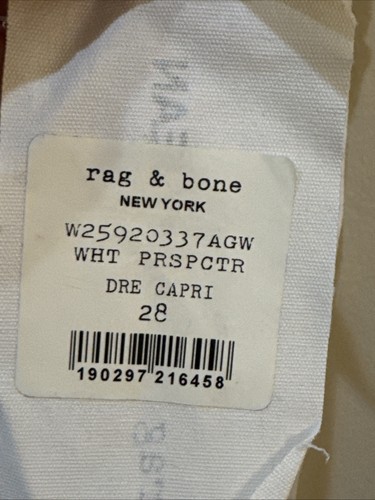 rag & bone
NEW YORK
W25920337AGW
WHT PRSPCTR
DRE CAPRI
28
190297 216458